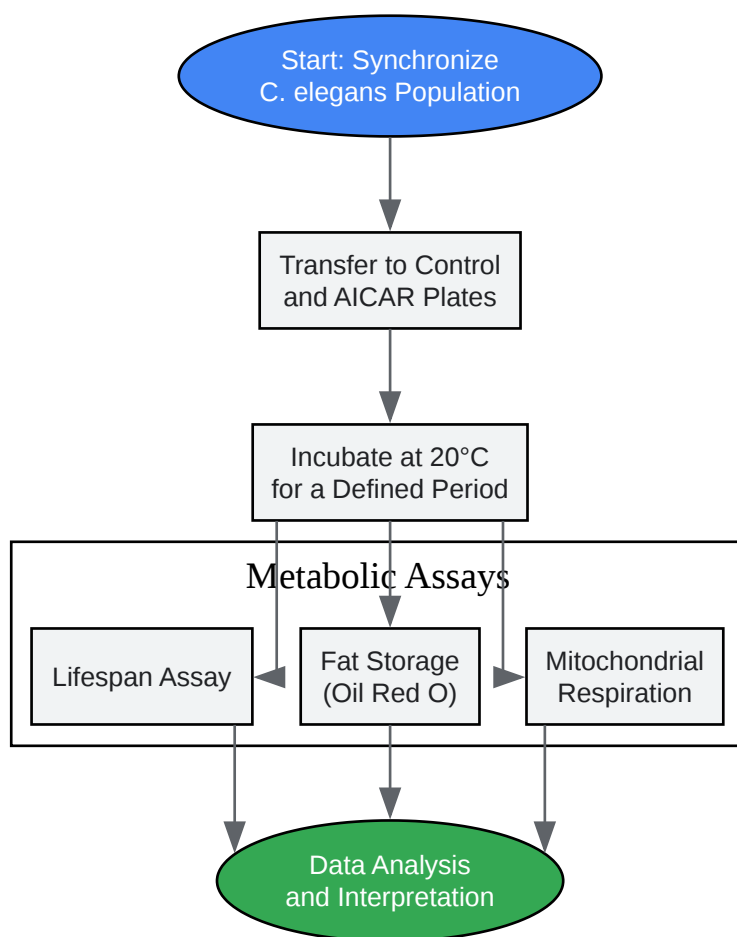 Start: Synchronize
C. elegans Population
Transfer to Control
and AICAR Plates
Incubate at 20°C
for a Defined Period
Metabolic Assays
Lifespan Assay
Fat Storage
(Oil Red O)
Mitochondrial
Respiration
Data Analysis
and Interpretation